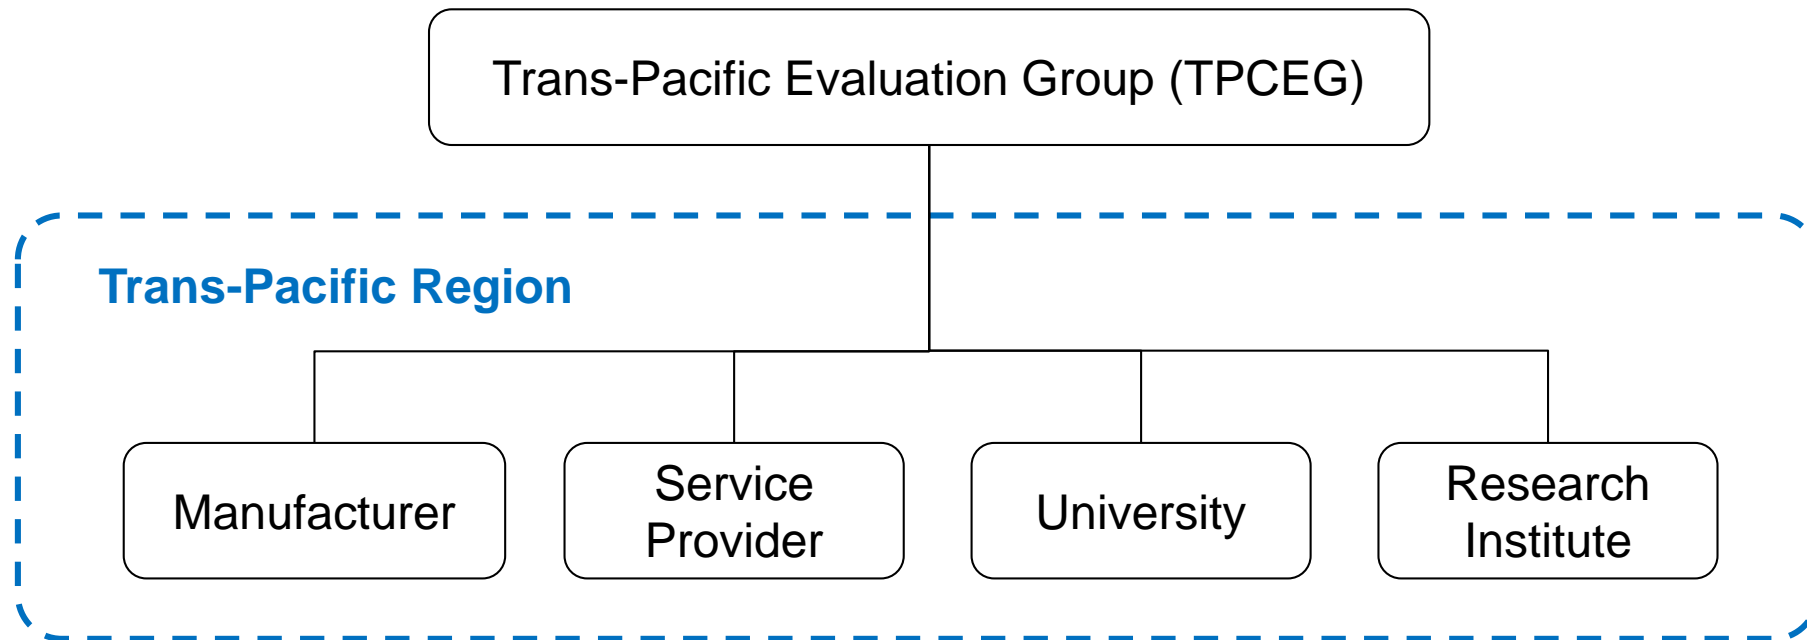 Trans-Pacific Evaluation Group (TPCEG)
Trans-Pacific Region
Manufacturer
Service
Provider
University
Research
Institute